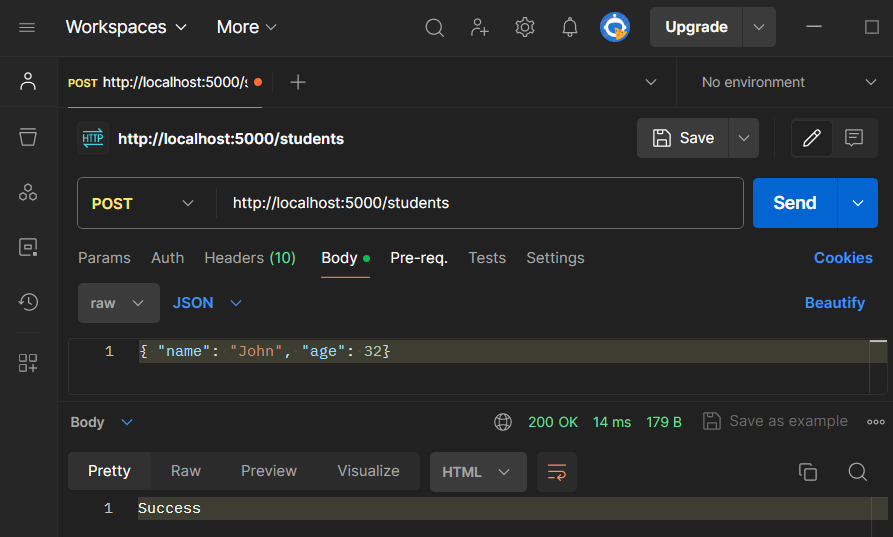 Workspaces More Upgrade
POST http://localhost:5000/s No environment
HTTP http://localhost:5000/students Save
POST http://localhost:5000/students Send
Params Auth Headers (10) Body Pre-req. Tests Settings Cookies
raw JSON Beautify
1 { "name": "John", "age": 32}
Body 200 OK 14 ms 179 B Save as example
Pretty Raw Preview Visualize HTML
1 Success